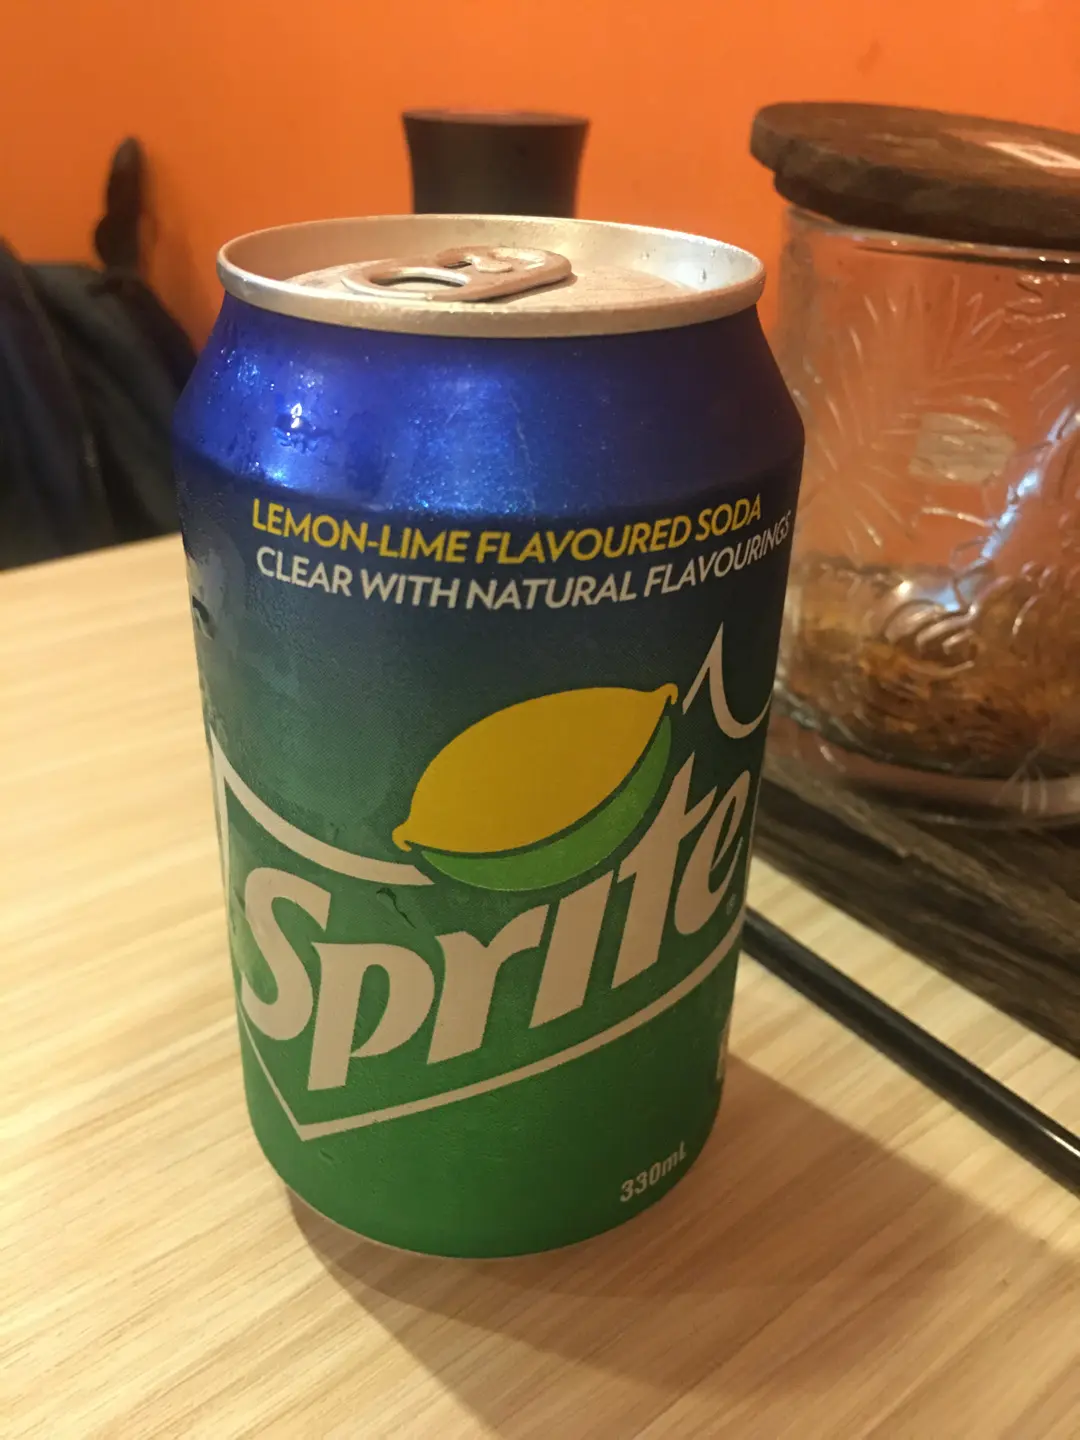 LEMON-LIME FLAVOURED SODA
CLEAR WITH NATURAL FLAVOURINGS
Sprite
330mL